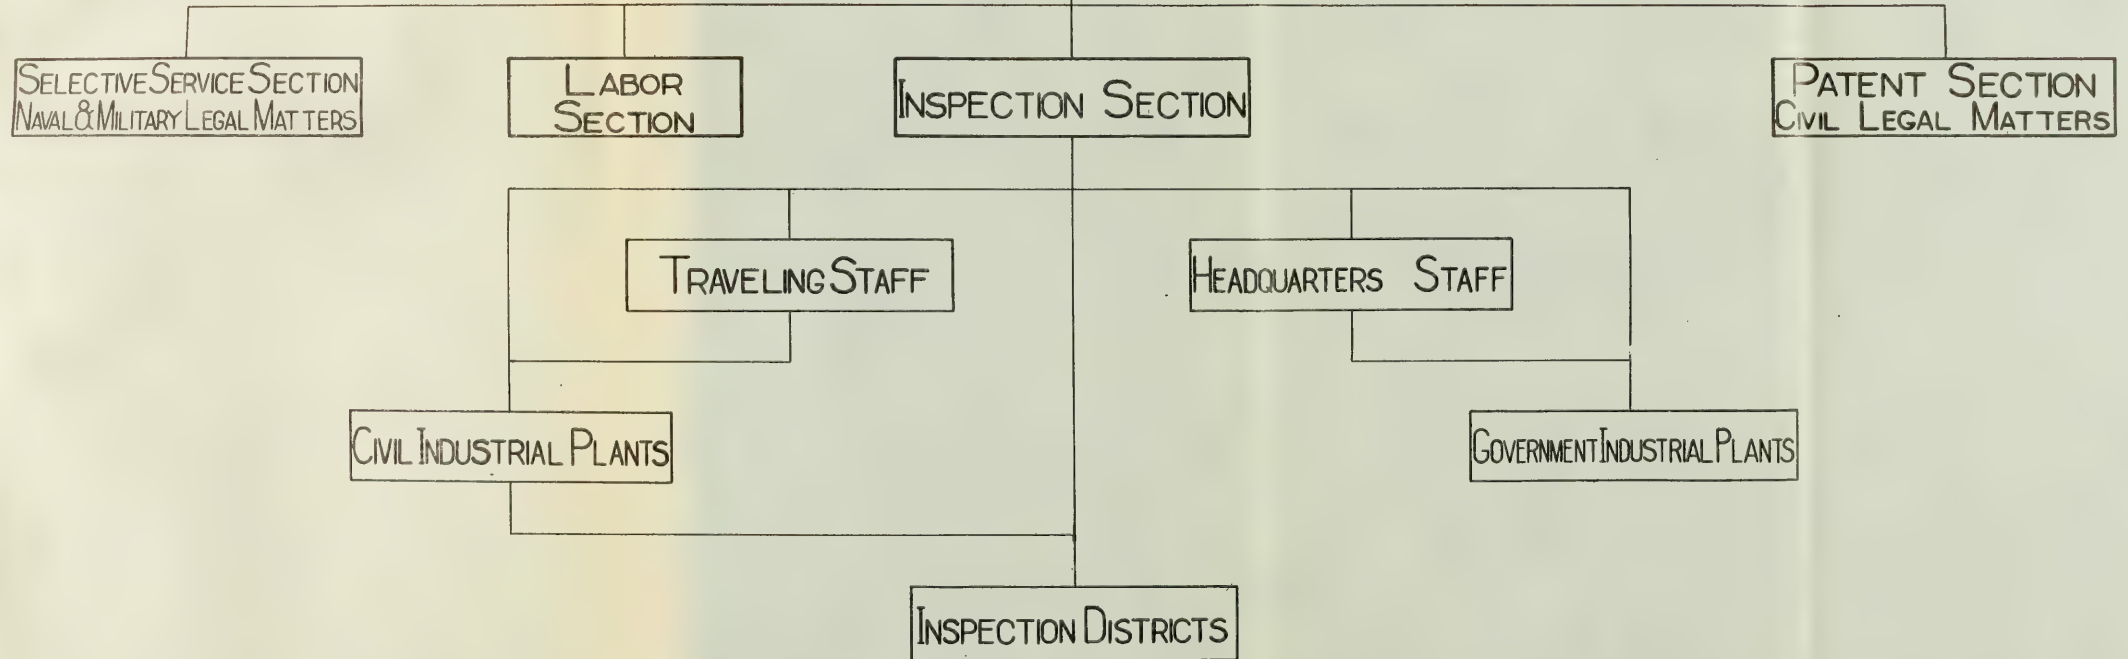 SELECTIVE SERVICE SECTION
NAVAL & MILITARY LEGAL MATTERS
LABOR
SECTION
INSPECTION SECTION
PATENT SECTION
CIVIL LEGAL MATTERS
TRAVELING STAFF
HEADQUARTERS STAFF
CIVIL INDUSTRIAL PLANTS
GOVERNMENT INDUSTRIAL PLANTS
INSPECTION DISTRICTS